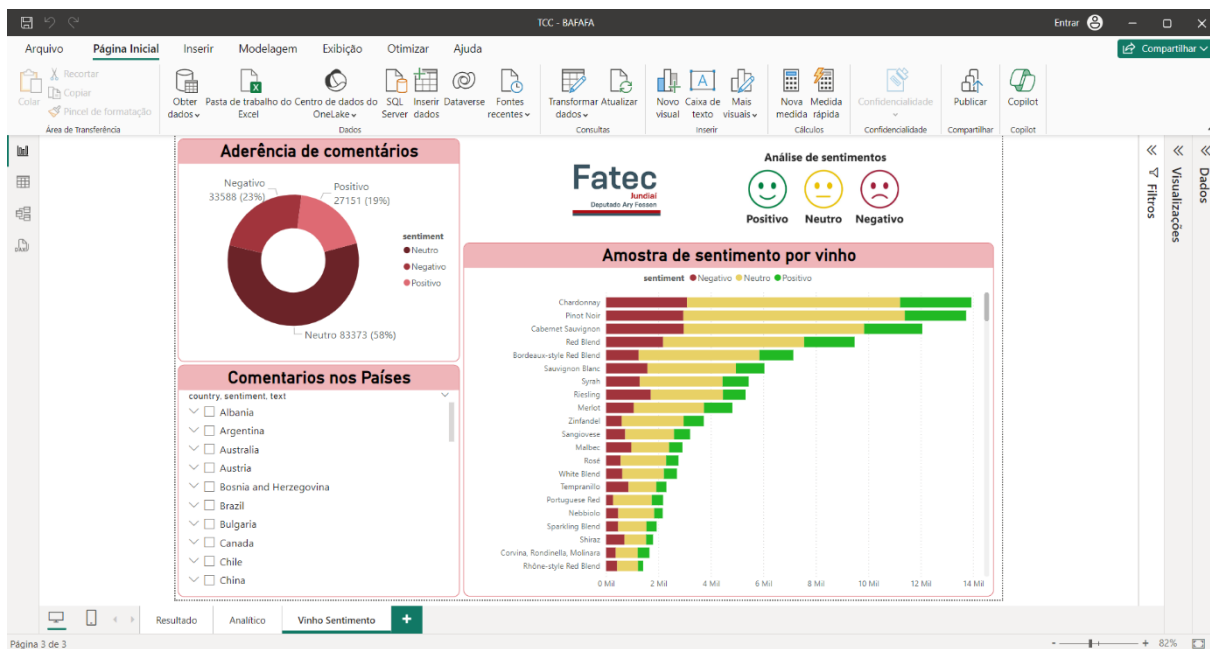 TCC - BAFAFA
Entrar
Arquivo Página Inicial Inserir Modelagem Exibição Otimizar Ajuda
Compartilhar
Colar
Recortar
Copiar
Pincel de formatação
Área de Transferência
Obter dados
Pasta de trabalho do Excel
Centro de dados do OneLake
SQL Server
Inserir dados
Dataverse
Fontes recentes
Dados
Transformar dados
Atualizar
Consultas
Novo visual
Caixa de texto
Mais visuais
Inserir
Nova medida
Medida rápida
Cálculos
Confidencialidade
Confidencialidade
Publicar
Compartilhar
Copilot
Copilot
Aderência de comentários
Negativo
33588 (23%)
Positivo
27151 (19%)
Neutro 83373 (58%)
sentiment
Neutro
Negativo
Positivo
Fatec
Jundiaí
Deputado Ary Fossen
Análise de sentimentos
Positivo Neutro Negativo
Comentarios nos Países
country, sentiment, text
Albania
Argentina
Australia
Austria
Bosnia and Herzegovina
Brazil
Bulgaria
Canada
Chile
China
Amostra de sentimento por vinho
sentiment Negativo Neutro Positivo
Chardonnay
Pinot Noir
Cabernet Sauvignon
Red Blend
Bordeaux-style Red Blend
Sauvignon Blanc
Syrah
Riesling
Merlot
Zinfandel
Sangiovese
Malbec
Rosé
White Blend
Tempranillo
Portuguese Red
Nebbiolo
Sparkling Blend
Shiraz
Corvina, Rondinella, Molinara
Rhône-style Red Blend
0 Mil 2 Mil 4 Mil 6 Mil 8 Mil 10 Mil 12 Mil 14 Mil
Filtros
Visualizações
Dados
Resultado Analítico Vinho Sentimento
Página 3 de 3
82%